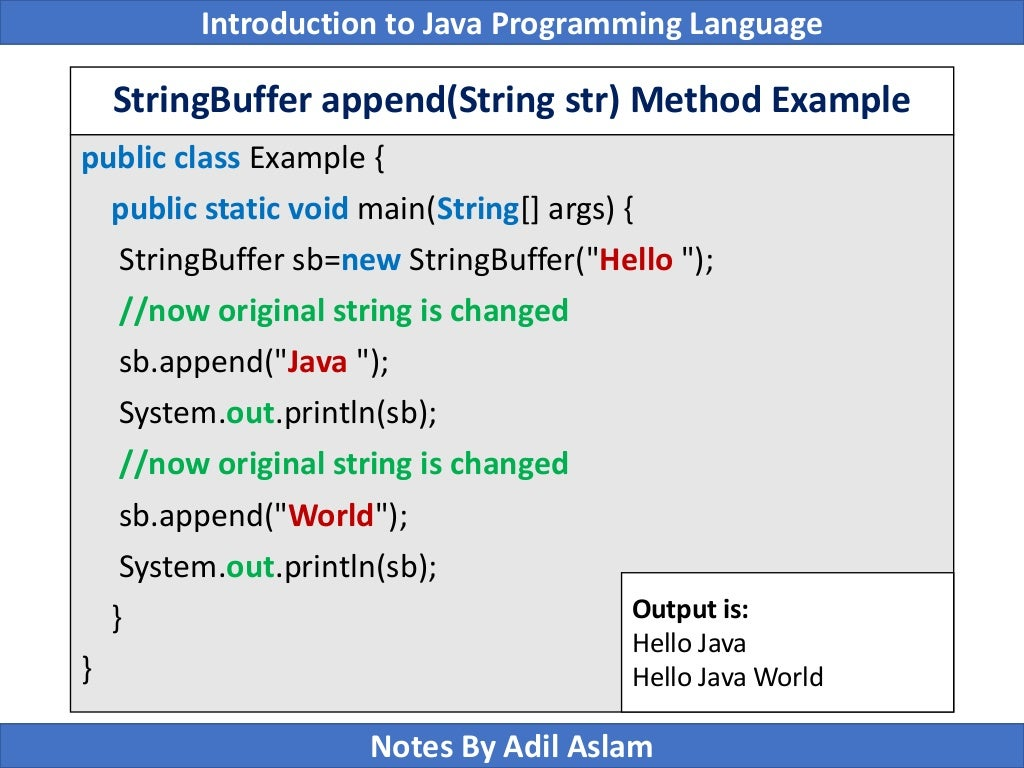 Introduction to Java Programming Language
StringBuffer append(String str) Method Example
public class Example {
public static void main(String[] args) {
StringBuffer sb=new StringBuffer("Hello ");
//now original string is changed
sb.append("Java ");
System.out.println(sb);
//now original string is changed
sb.append("World");
System.out.println(sb);
}
}
Output is:
Hello Java
Hello Java World
Notes By Adil Aslam